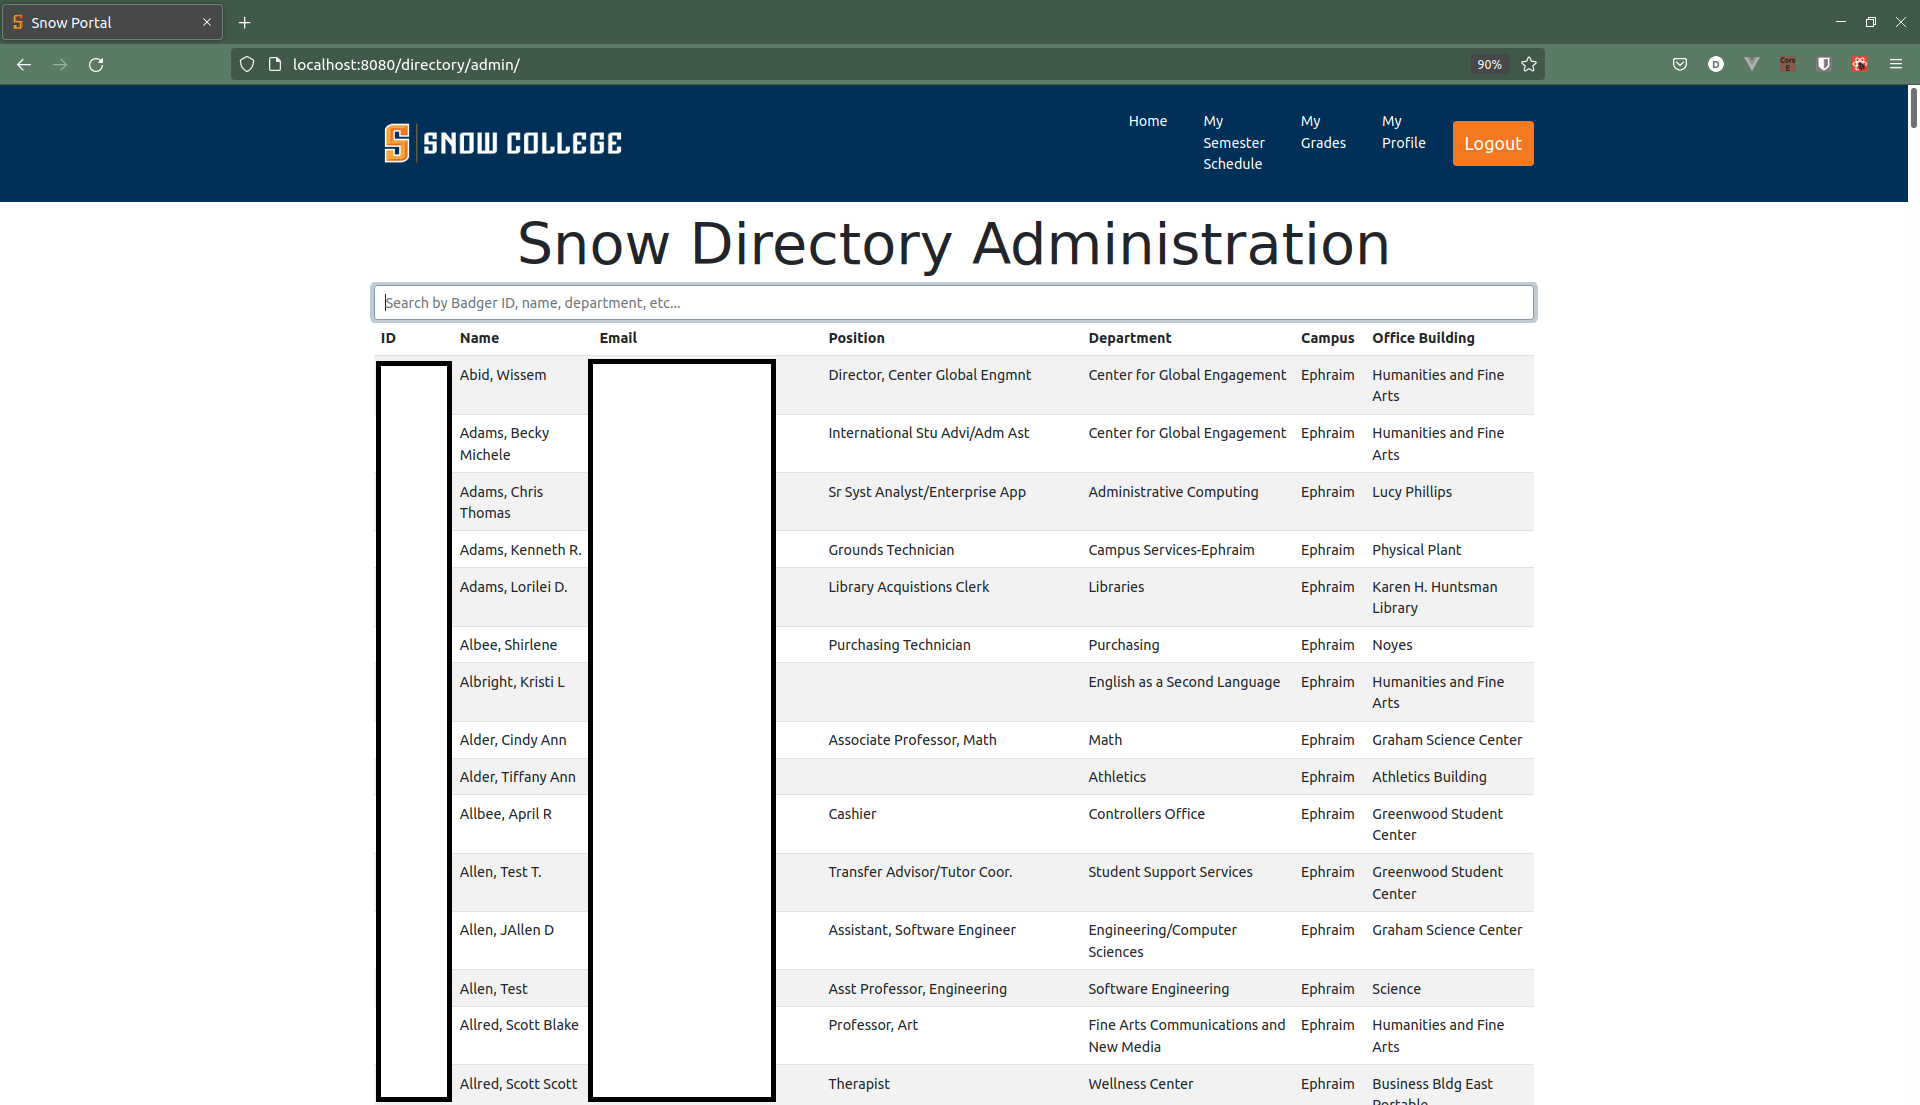 Snow Portal
localhost:8080/directory/admin/
90%
D
Cors
E
SNOW COLLEGE
Home
My Semester Schedule
My Grades
My Profile
Logout
Snow Directory Administration
Search by Badger ID, name, department, etc...
ID Name Email Position Department Campus Office Building
Abid, Wissem Director, Center Global Engmnt Center for Global Engagement Ephraim Humanities and Fine
Arts
Adams, Becky International Stu Advi/Adm Ast Center for Global Engagement Ephraim Humanities and Fine
Michele Arts
Adams, Chris Sr Syst Analyst/Enterprise App Administrative Computing Ephraim Lucy Phillips
Thomas
Adams, Kenneth R. Grounds Technician Campus Services-Ephraim Ephraim Physical Plant
Adams, Lorilei D. Library Acquistions Clerk Libraries Ephraim Karen H. Huntsman
Library
Albee, Shirlene Purchasing Technician Purchasing Ephraim Noyes
Albright, Kristi L English as a Second Language Ephraim Humanities and Fine
Arts
Alder, Cindy Ann Associate Professor, Math Math Ephraim Graham Science Center
Alder, Tiffany Ann Athletics Ephraim Athletics Building
Allbee, April R Cashier Controllers Office Ephraim Greenwood Student
Center
Allen, Test T. Transfer Advisor/Tutor Coor. Student Support Services Ephraim Greenwood Student
Center
Allen, JAllen D Assistant, Software Engineer Engineering/Computer Ephraim Graham Science Center
Sciences
Allen, Test Asst Professor, Engineering Software Engineering Ephraim Science
Allred, Scott Blake Professor, Art Fine Arts Communications and Ephraim Humanities and Fine
New Media Arts
Allred, Scott Scott Therapist Wellness Center Ephraim Business Bldg East
Portable